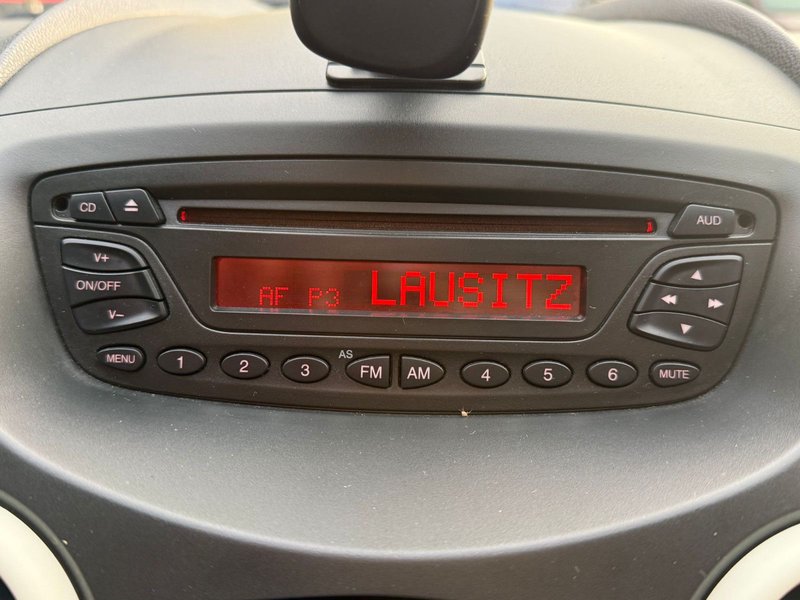 CD AUD
V+
ON/OFF
V–
AF P3 LAUSITZ
AS
MENU 1 2 3 FM AM 4 5 6 MUTE